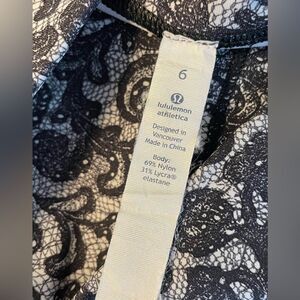 6
lululemon
athletica
Designed in
Vancouver
Made in China
Body:
69% Nylon
31% Lycra®
elastane